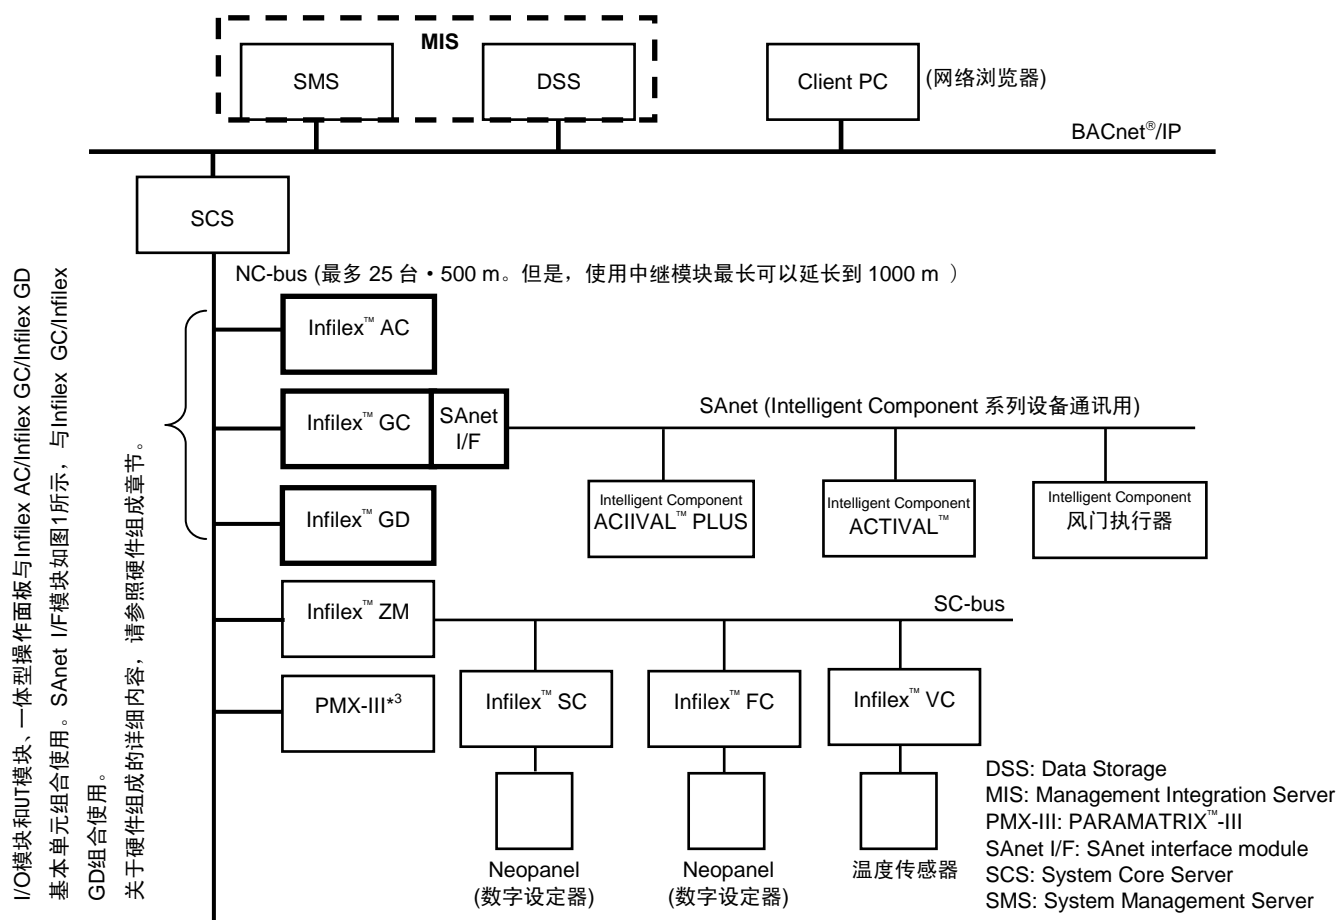 MIS
SMS
DSS
Client PC
(网络浏览器)
BACnet®/IP
SCS
NC-bus (最多 25 台・500 m。但是，使用中继模块最长可以延长到 1000 m )
Infilex™ AC
Infilex™ GC
SAnet
I/F
SAnet (Intelligent Component 系列设备通讯用)
Infilex™ GD
Intelligent Component
ACIIVAL™ PLUS
Intelligent Component
ACTIVAL™
Intelligent Component
风门执行器
Infilex™ ZM
SC-bus
PMX-III*3
Infilex™ SC
Infilex™ FC
Infilex™ VC
Neopanel
(数字设定器)
Neopanel
(数字设定器)
温度传感器
DSS: Data Storage
MIS: Management Integration Server
PMX-III: PARAMATRIX™-III
SAnet I/F: SAnet interface module
SCS: System Core Server
SMS: System Management Server
I/O模块和UT模块、一体型操作面板与Infilex AC/Infilex GC/Infilex GD
基本单元组合使用。SAnet I/F模块如图1所示，与Infilex GC/Infilex
GD组合使用。
关于硬件组成的详细内容，请参照硬件组成章节。